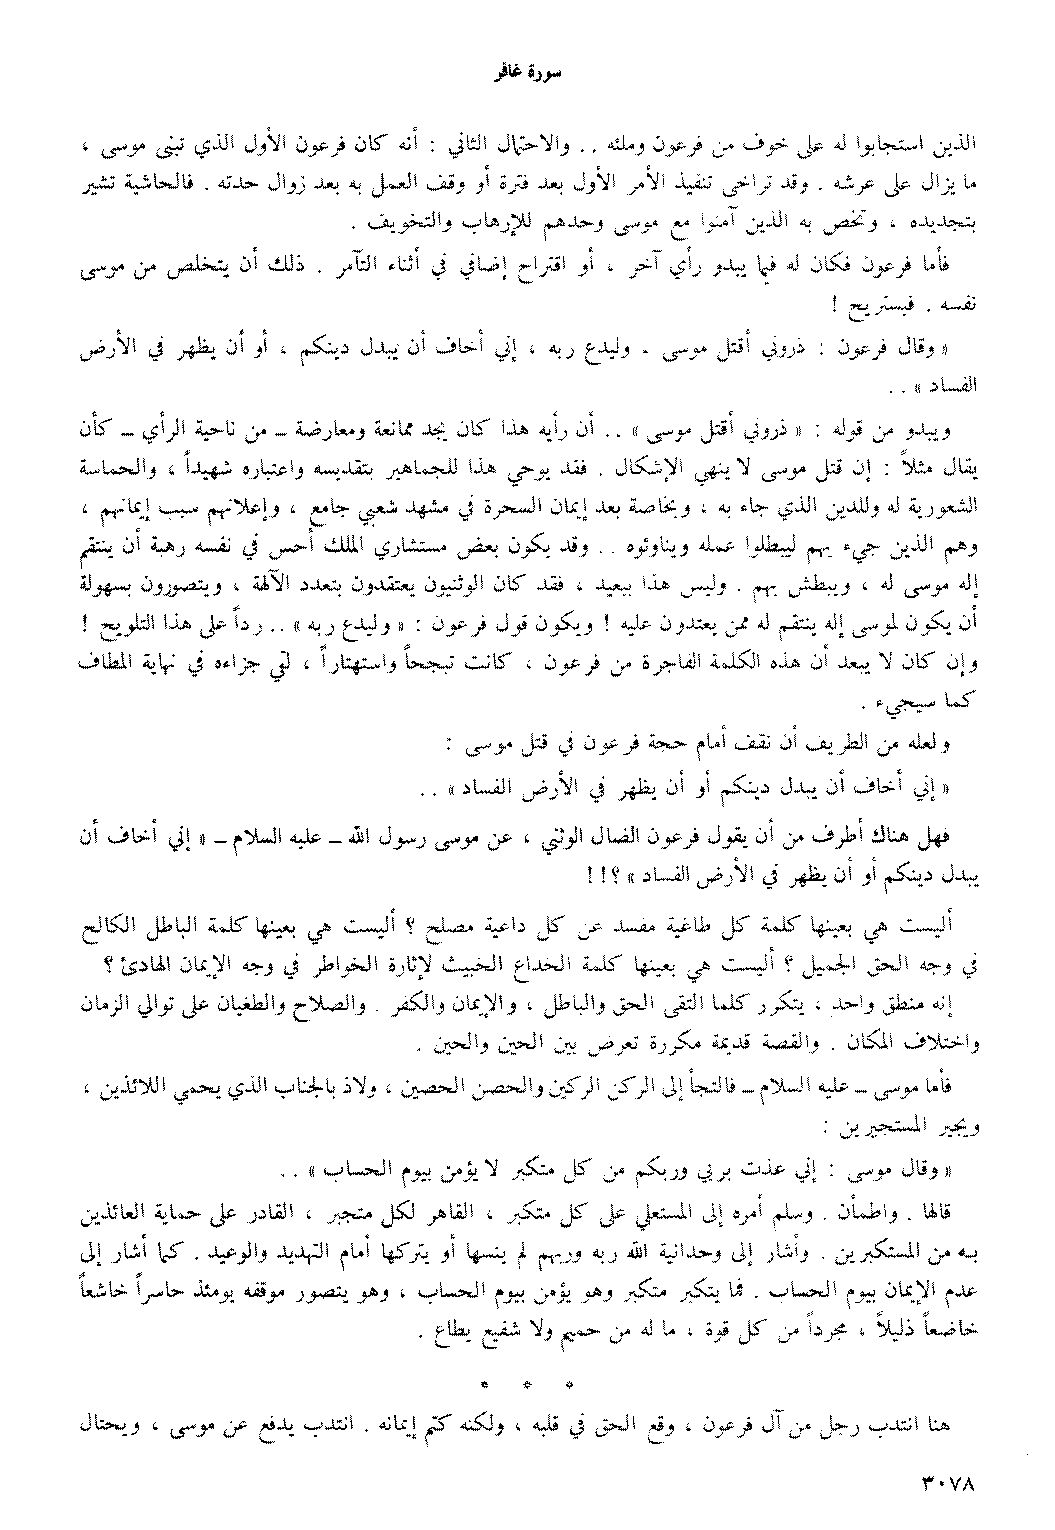 سورة غافر
الذين استجابوا له على خوف من فرعون وملئه .. والاحتمال الثاني : أنه كان فرعون الأول الذي تبنى موسى ،
ما يزال على عرشه . وقد تراخى تنفيذ الأمر الأول بعد فترة أو وقف العمل به بعد زوال حدته . فالحاشية تشير
بتجديده ، وتخص به الذين آمنوا مع موسى وحدهم للإرهاب والتخويف .
فأما فرعون فكان له فيما يبدو رأي آخر ، أو اقتراح إضافي في أثناء التآمر . ذلك أن يتخلص من موسى
نفسه . فيستريح !
« وقال فرعون : ذروني أقتل موسى . وليدع ربه ، إني أخاف أن يبدل دينكم ، أو أن يظهر في الأرض
الفساد » ..
ويبدو من قوله : « ذروني أقتل موسى » .. أن رأيه هذا كان يجد ممانعة ومعارضة – من ناحية الرأي – كأن
يقال مثلاً : إن قتل موسى لا ينهي الإشكال . فقد يوحي هذا للجماهير بتقديسه واعتباره شهيداً ، والحماسة
الشعورية له وللدين الذي جاء به ، وبخاصة بعد إيمان السحرة في مشهد شعبي جامع ، وإعلانهم سبب إيمانهم ،
وهم الذين جيء بهم ليبطلوا عمله ويناوئوه .. وقد يكون بعض مستشاري الملك أحس في نفسه رهبة أن ينتقم
إله موسى له ، ويبطش بهم . وليس هذا ببعيد ، فقد كان الوثنيون يعتقدون بتعدد الآلهة ، ويتصورون بسهولة
أن يكون لموسى إله ينتقم له ممن يعتدون عليه ! ويكون قول فرعون : « وليدع ربه » .. رداً على هذا التلويح !
وإن كان لا يبعد أن هذه الكلمة الفاجرة من فرعون ، كانت تبجحاً واستهتاراً ، لقي جزاءه في نهاية المطاف
كما سيجيء .
ولعله من الطريف أن نقف أمام حجة فرعون في قتل موسى :
« إني أخاف أن يبدل دينكم أو أن يظهر في الأرض الفساد » ..
فهل هناك أطرف من أن يقول فرعون الضال الوثني ، عن موسى رسول الله – عليه السلام – « إني أخاف أن
يبدل دينكم أو أن يظهر في الأرض الفساد » ؟!!
أليست هي بعينها كلمة كل طاغية مفسد عن كل داعية مصلح ؟ أليست هي بعينها كلمة الباطل الكالح
في وجه الحق الجميل ؟ أليست هي بعينها كلمة الخداع الخبيث لإثارة الخواطر في وجه الإيمان الهادئ ؟
إنه منطق واحد ، يتكرر كلما التقى الحق والباطل ، والإيمان والكفر . والصلاح والطغيان على توالي الزمان
واختلاف المكان . والقصة قديمة مكررة تعرض بين الحين والحين .
فأما موسى – عليه السلام – فالتجأ إلى الركن الركين والحصن الحصين ، ولاذ بالجناب الذي يحمي اللائذين ،
ويجير المستجيرين :
« وقال موسى : إني عذت بربي وربكم من كل متكبر لا يؤمن بيوم الحساب » ..
قالها . واطمأن . وسلم أمره إلى المستعلي على كل متكبر ، القاهر لكل متجبر ، القادر على حماية العائذين
به من المستكبرين . وأشار إلى وحدانية الله ربه وربهم لم ينسها أو يتركها أمام التهديد والوعيد . كما أشار إلى
عدم الإيمان بيوم الحساب . فما يتكبر متكبر وهو يؤمن بيوم الحساب ، وهو يتصور موقفه يومئذ حاسراً خاشعاً
خاضعاً ذليلاً ، مجرداً من كل قوة ، ما له من حميم ولا شفيع يطاع .
* * *
هنا انتدب رجل من آل فرعون ، وقع الحق في قلبه ، ولكنه كتم إيمانه . انتدب يدفع عن موسى ، ويحتال
٣٠٧٨